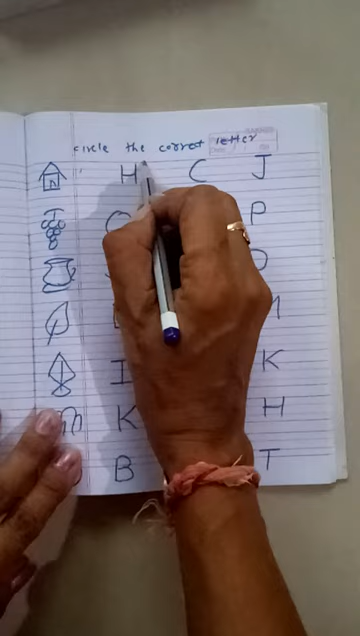 circle the correct letter
H C J
P
I K
K H
B T